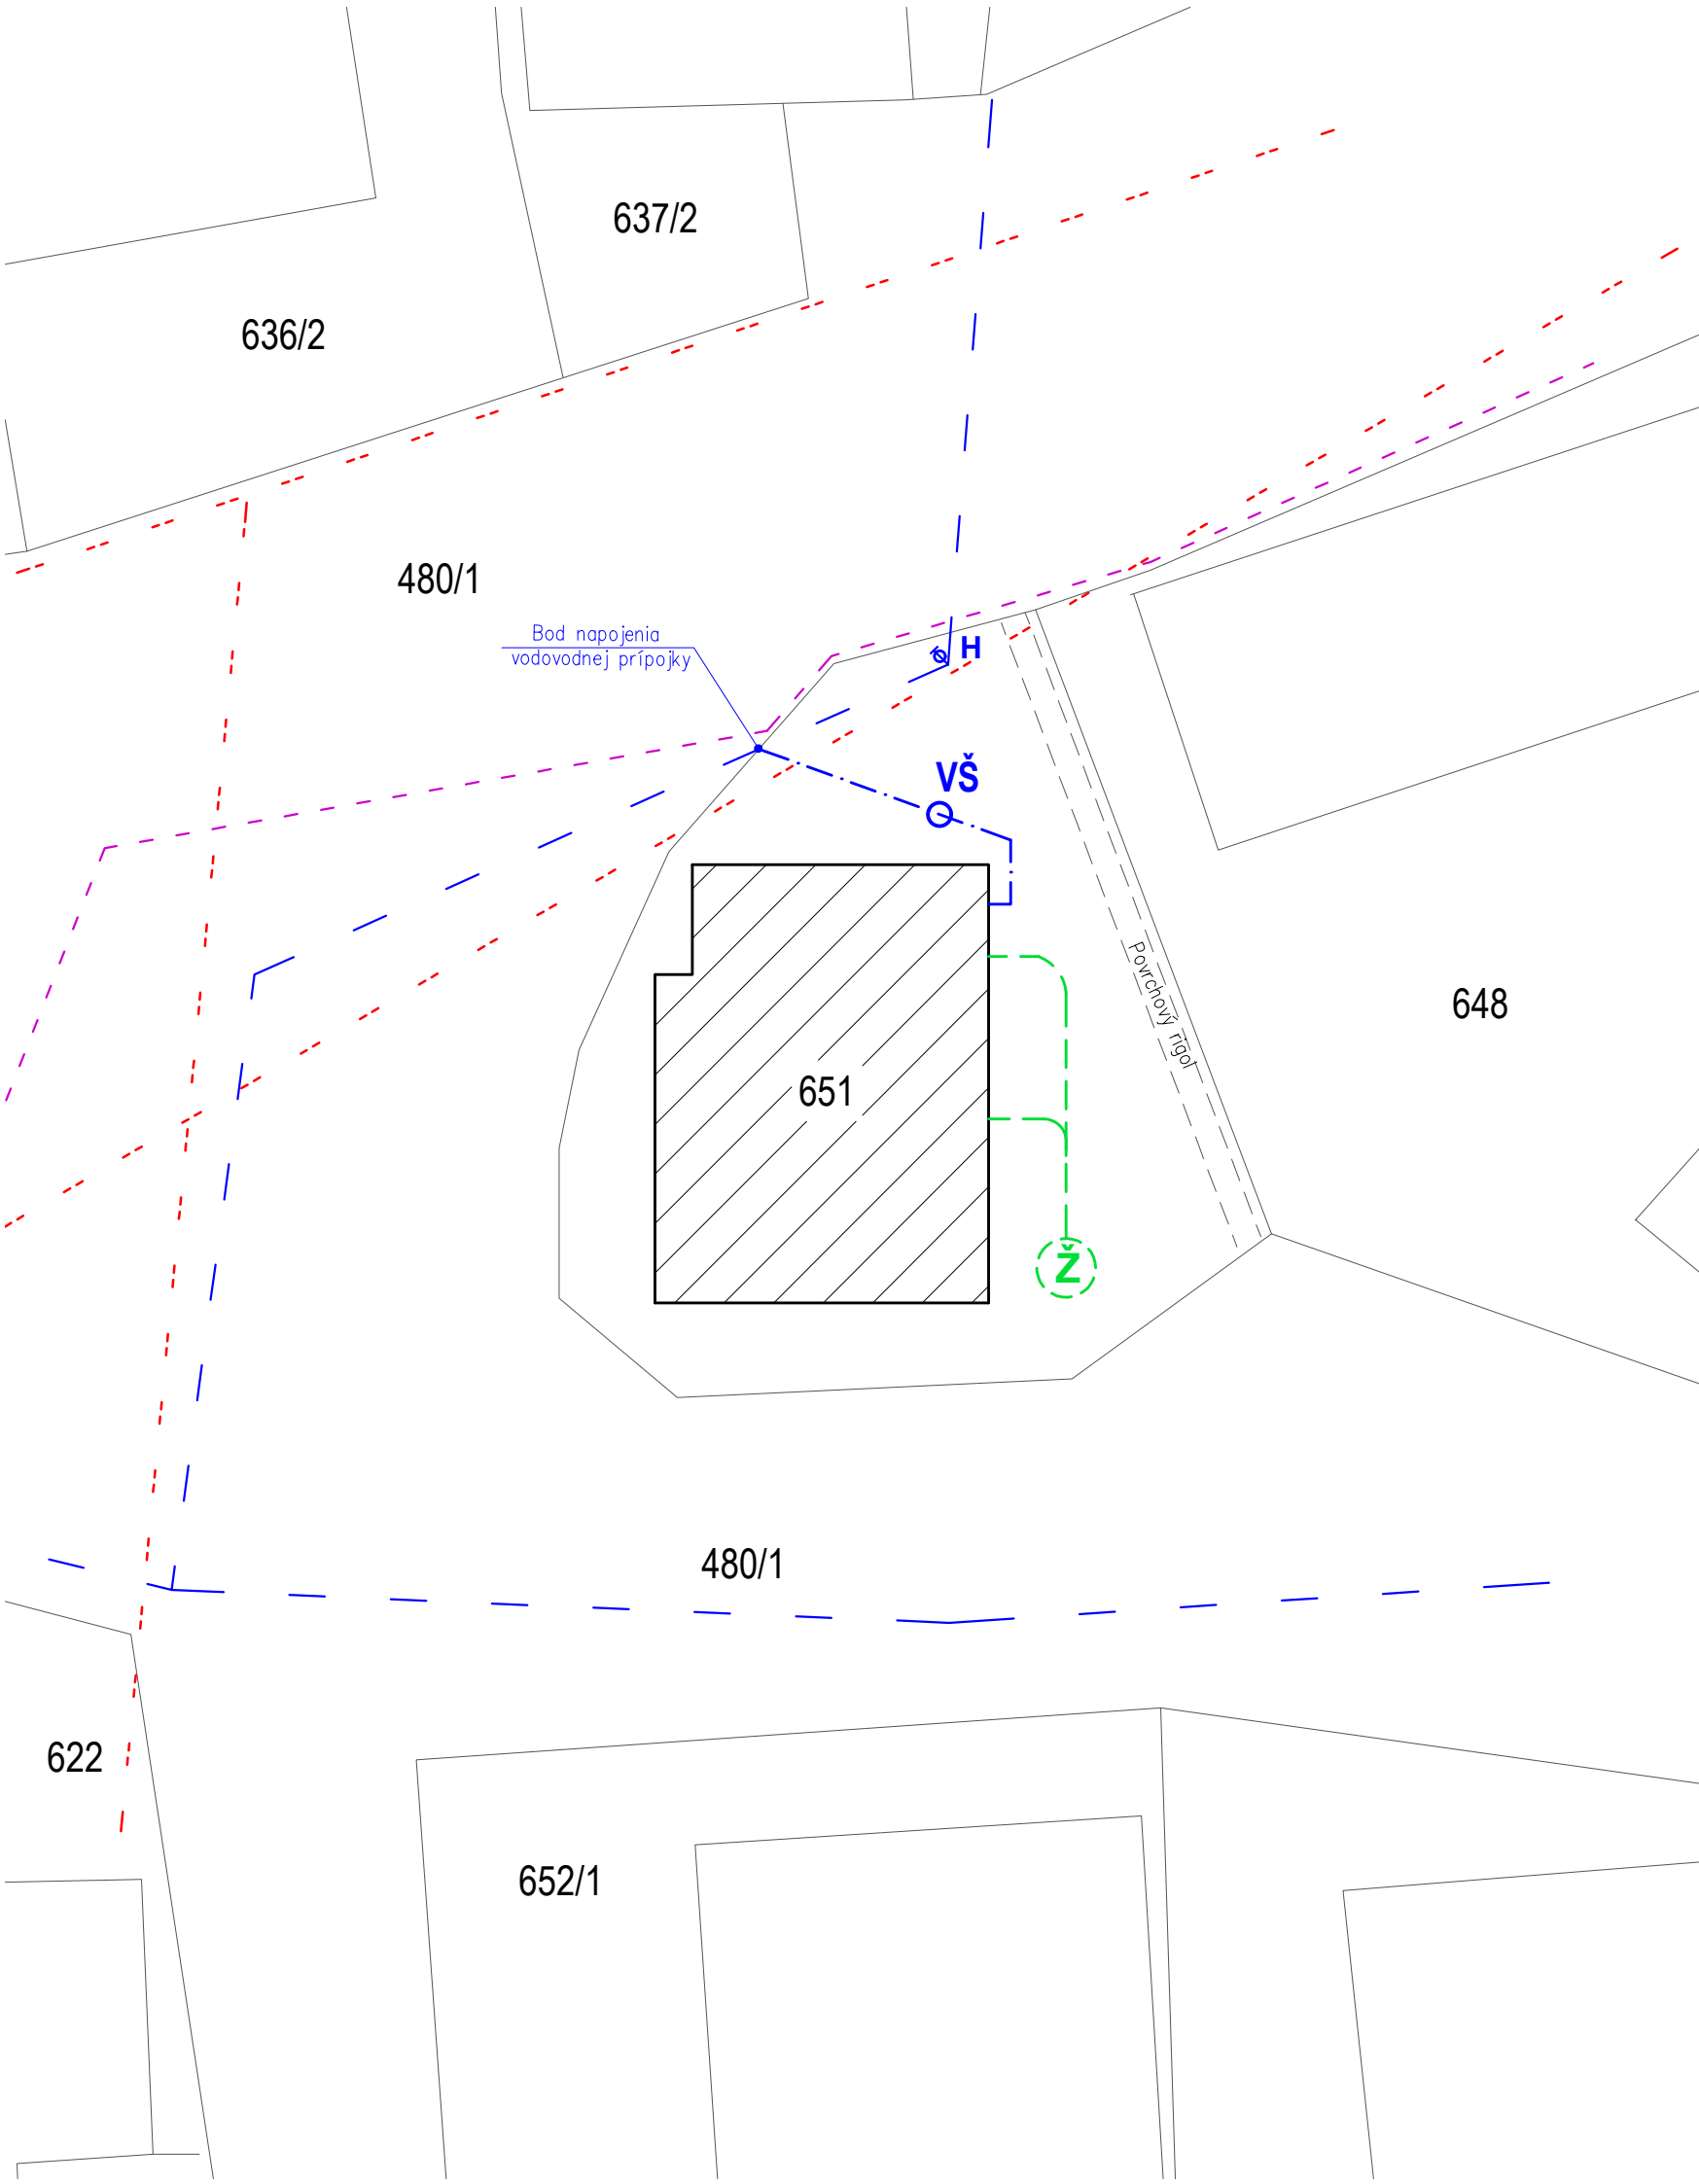 637/2
636/2
480/1
Bod napojenia
vodovodnej prípojky
H
VŠ
Povrchový rigol
648
651
Ž
480/1
622
652/1